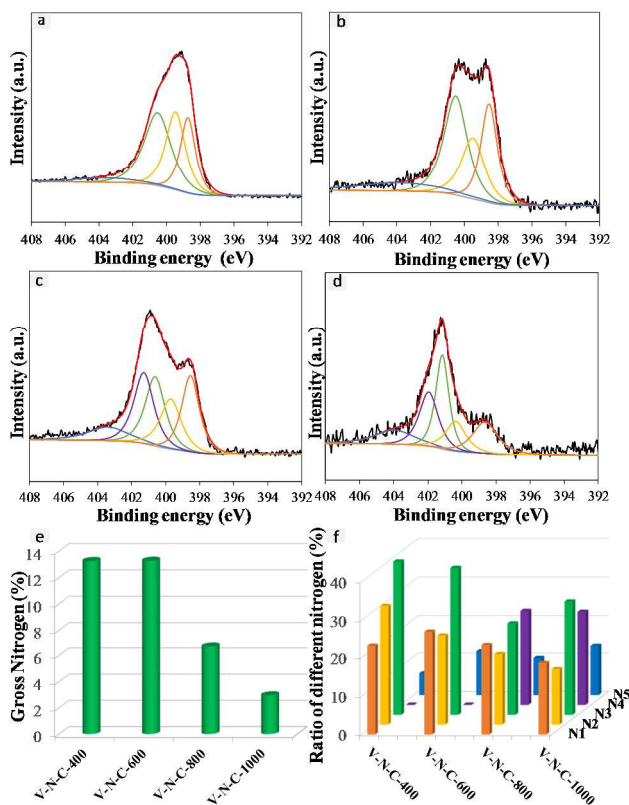 a
Intensity (a.u.)
408 406 404 402 400 398 396 394 392
Binding energy (eV)
b
Intensity (a.u.)
408 406 404 402 400 398 396 394 392
Binding energy (eV)
c
Intensity (a.u.)
408 406 404 402 400 398 396 394 392
Binding energy (eV)
d
Intensity (a.u.)
408 406 404 402 400 398 396 394 392
Binding energy (eV)
e
Gross Nitrogen (%)
14
12
10
8
6
4
2
0
V-N-C-400
V-N-C-600
V-N-C-800
V-N-C-1000
f
Ratio of different nitrogen (%)
40
30
20
10
0
V-N-C-400
V-N-C-600
V-N-C-800
V-N-C-1000
N5
N4
N3
N2
N1